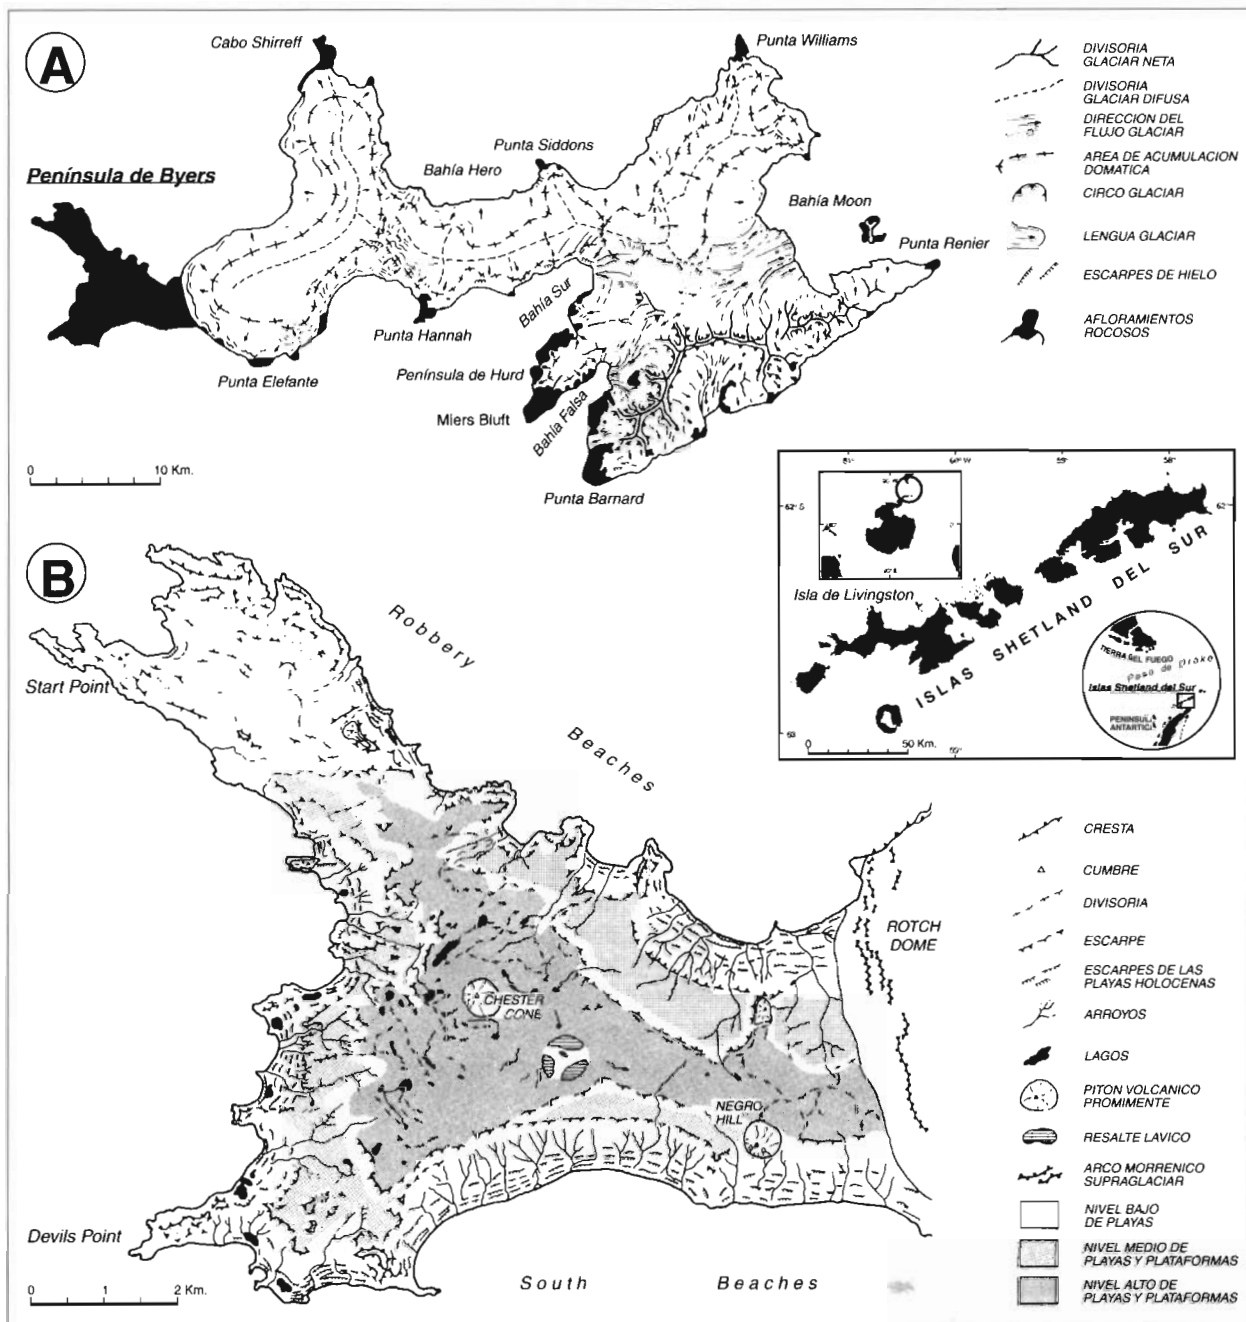 A
Cabo Shirreff
Punta Williams
Punta Siddons
Bahía Hero
Península de Byers
Bahía Moon
Punta Renier
Bahía Sur
Punta Hannah
Península de Hurd
Punta Elefante
Miers Bluft
Bahía Falsa
Punta Barnard
0 10 Km.
DIVISORIA
GLACIAR NETA
DIVISORIA
GLACIAR DIFUSA
DIRECCION DEL
FLUJO GLACIAR
AREA DE ACUMULACION
DOMATICA
CIRCO GLACIAR
LENGUA GLACIAR
ESCARPES DE HIELO
AFLORAMIENTOS
ROCOSOS
60° W
62° S
Isla de Livingston
ISLAS SHETLAND DEL SUR
TIERRA DEL FUEGO
Paso de Drake
Islas Shetland del Sur
PENINSULA
ANTARTICA
0 50 Km.
B
Robbery
Beaches
Start Point
ROTCH
DOME
CHESTER
CONE
NEGRO
HILL
Devils Point
South Beaches
0 1 2 Km.
CRESTA
CUMBRE
DIVISORIA
ESCARPE
ESCARPES DE LAS
PLAYAS HOLOCENAS
ARROYOS
LAGOS
PITON VOLCANICO
PROMIMENTE
RESALTE LAVICO
ARCO MORRENICO
SUPRAGLACIAR
NIVEL BAJO
DE PLAYAS
NIVEL MEDIO DE
PLAYAS Y PLATAFORMAS
NIVEL ALTO DE
PLAYAS Y PLATAFORMAS